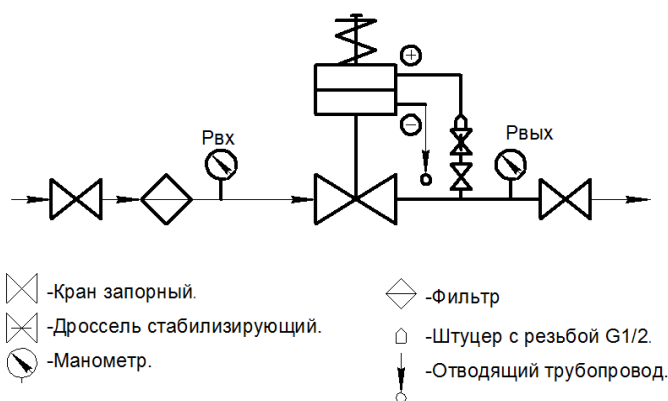 +
−
Рвх
Рвых
-Кран запорный.
-Дроссель стабилизирующий.
-Манометр.
-Фильтр
-Штуцер с резьбой G1/2.
-Отводящий трубопровод.